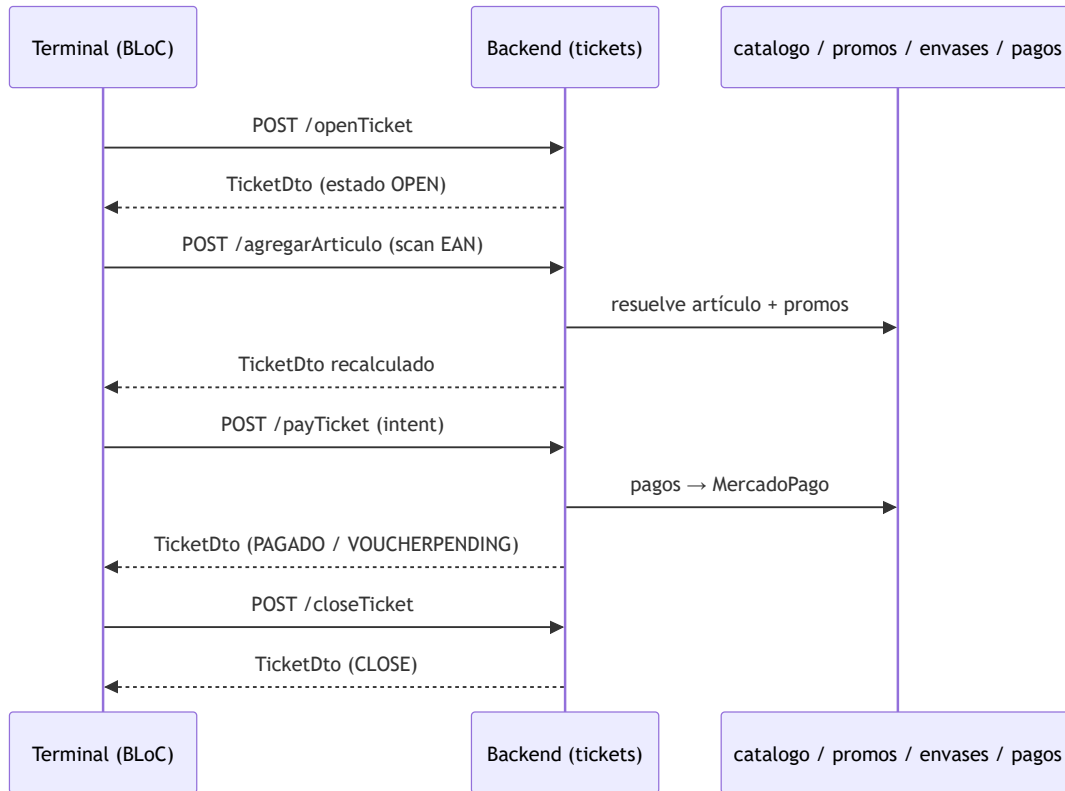 Terminal (BLoC)
Backend (tickets)
catalogo / promos / envases / pagos
POST /openTicket
TicketDto (estado OPEN)
POST /agregarArticulo (scan EAN)
resuelve artículo + promos
TicketDto recalculado
POST /payTicket (intent)
pagos → MercadoPago
TicketDto (PAGADO / VOUCHERPENDING)
POST /closeTicket
TicketDto (CLOSE)
Terminal (BLoC)
Backend (tickets)
catalogo / promos / envases / pagos